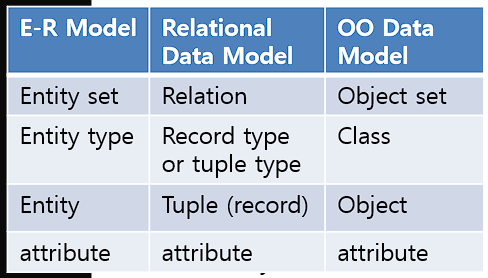 E-R Model Relational Data Model OO Data Model
Entity set Relation Object set
Entity type Record type or tuple type Class
Entity Tuple (record) Object
attribute attribute attribute